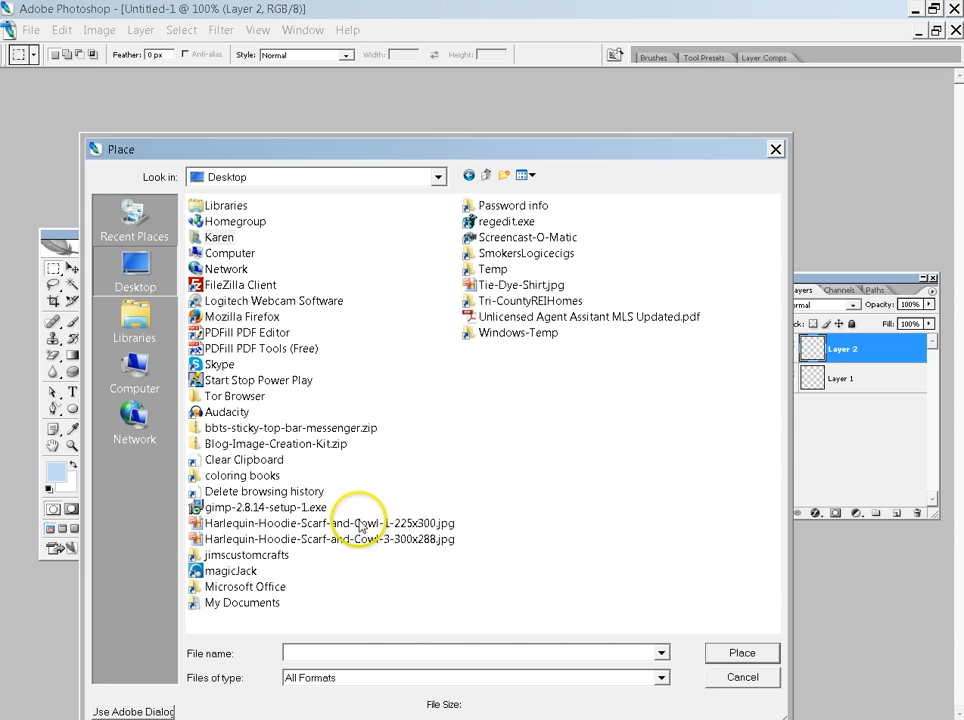 Adobe Photoshop - [Untitled-1 @ 100% (Layer 2, RGB/8)]
File Edit Image Layer Select Filter View Window Help
Feather: 0 px Anti-alias Style: Normal Width: Height: Brushes Tool Presets Layer Comps
Place
Look in: Desktop
Recent Places
Desktop
Libraries
Computer
Network
Libraries
Homegroup
Karen
Computer
Network
FileZilla Client
Logitech Webcam Software
Mozilla Firefox
PDFill PDF Editor
PDFill PDF Tools (Free)
Skype
Start Stop Power Play
Tor Browser
Audacity
bbts-sticky-top-bar-messenger.zip
Blog-Image-Creation-Kit.zip
Clear Clipboard
coloring books
Delete browsing history
gimp-2.8.14-setup-1.exe
Harlequin-Hoodie-Scarf-and-Cowl-1-225x300.jpg
Harlequin-Hoodie-Scarf-and-Cowl-3-300x288.jpg
jimscustomcrafts
magicJack
Microsoft Office
My Documents
Password info
regedit.exe
Screencast-O-Matic
SmokersLogicecigs
Temp
Tie-Dye-Shirt.jpg
Tri-CountyREIHomes
Unlicensed Agent Assitant MLS Updated.pdf
Windows-Temp
File name: Place
Files of type: All Formats Cancel
Use Adobe Dialog
File Size:
ayers Channels Paths
rmal Opacity: 100%
ck: Fill: 100%
Layer 2
Layer 1